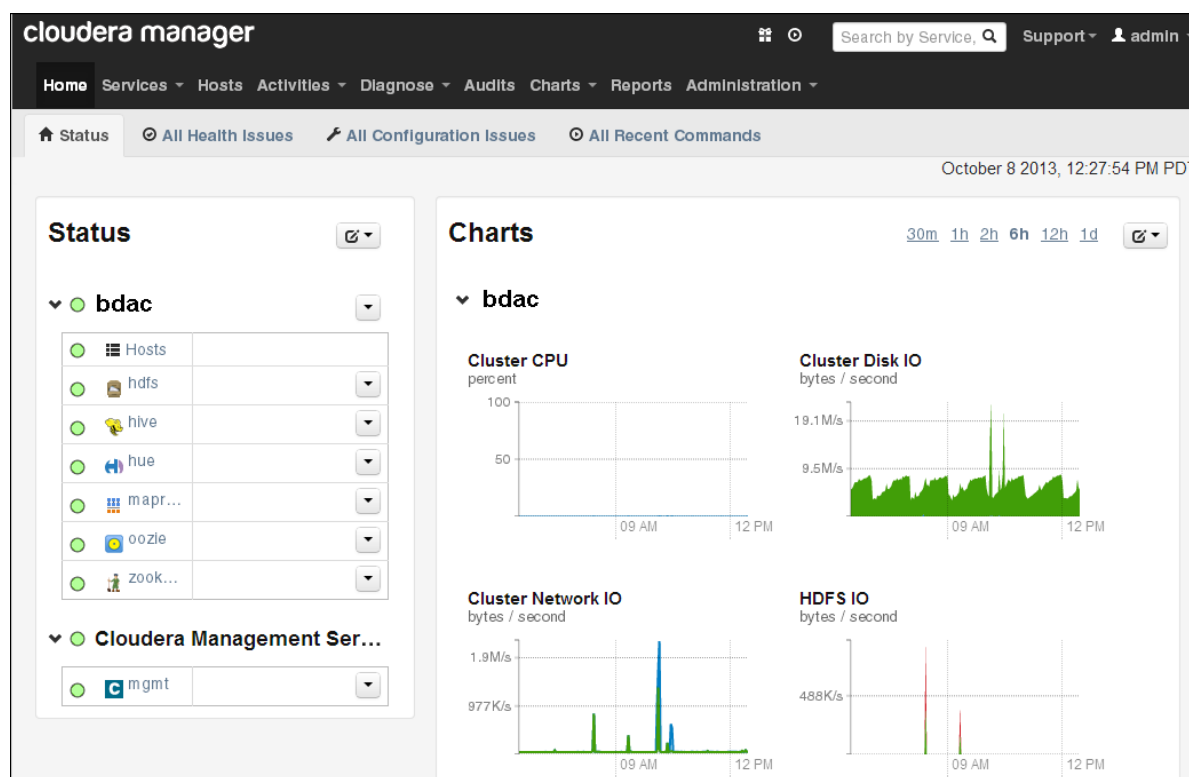 cloudera manager
Search by Service,
Support
admin
Home Services Hosts Activities Diagnose Audits Charts Reports Administration
Status All Health Issues All Configuration Issues All Recent Commands
October 8 2013, 12:27:54 PM PDT
Status
bdac
Hosts
hdfs
hive
hue
mapr...
oozie
zook...
Cloudera Management Ser...
C mgmt
Charts
30m 1h 2h 6h 12h 1d
bdac
Cluster CPU
percent
100
50
09 AM 12 PM
Cluster Disk IO
bytes / second
19.1M/s
9.5M/s
09 AM 12 PM
Cluster Network IO
bytes / second
1.9M/s
977K/s
09 AM 12 PM
HDFS IO
bytes / second
488K/s
09 AM 12 PM